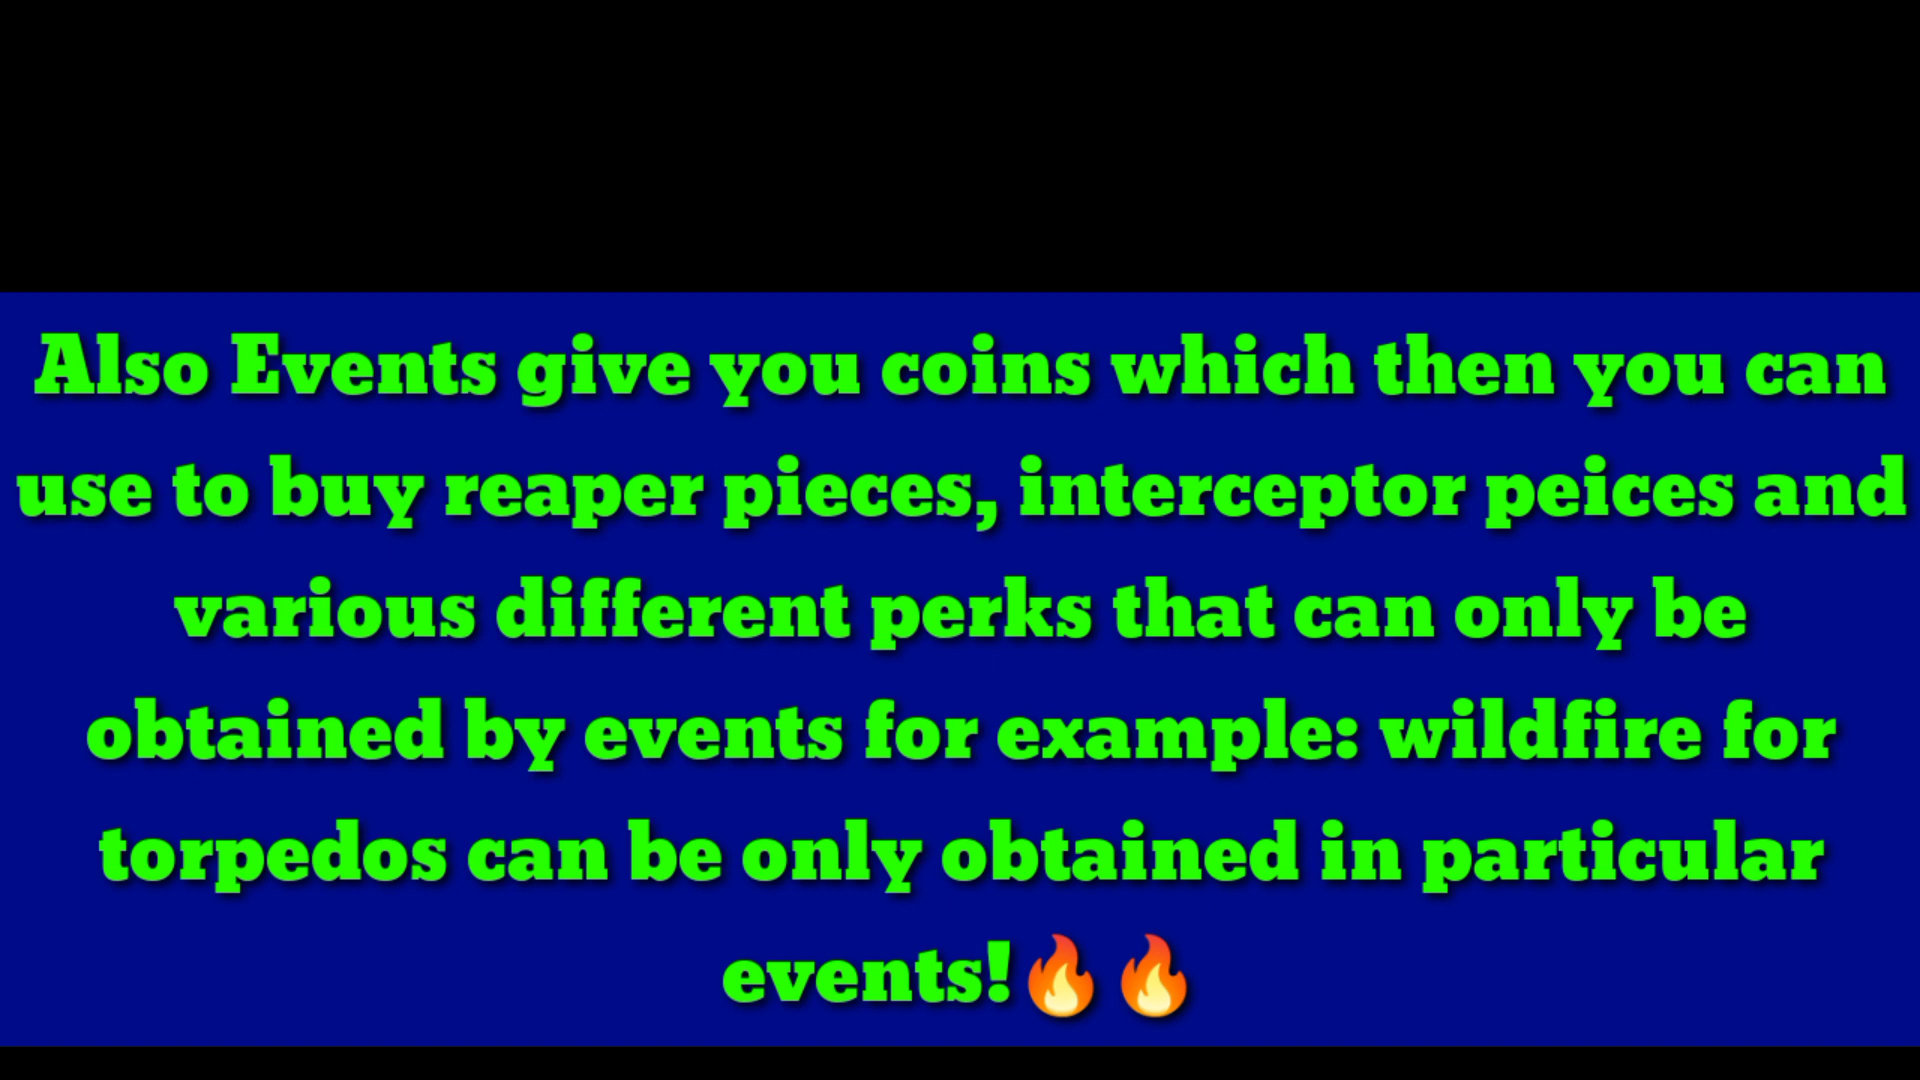 Also Events give you coins which then you can
use to buy reaper pieces, interceptor peices and
various different perks that can only be
obtained by events for example: wildfire for
torpedos can be only obtained in particular
events!🔥🔥